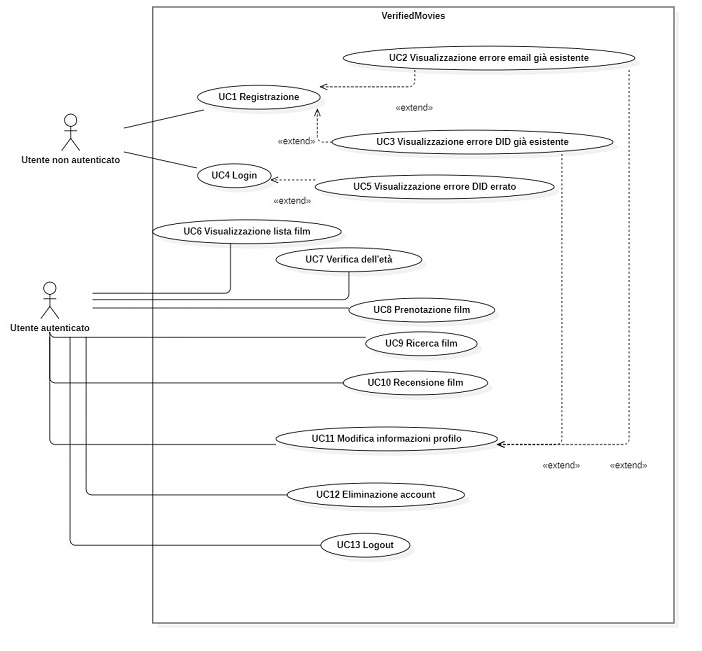 VerifiedMovies
UC2 Visualizzazione errore email già esistente
UC1 Registrazione
«extend»
Utente non autenticato
«extend»
UC3 Visualizzazione errore DID già esistente
UC4 Login
UC5 Visualizzazione errore DID errato
«extend»
UC6 Visualizzazione lista film
UC7 Verifica dell'età
Utente autenticato
UC8 Prenotazione film
UC9 Ricerca film
UC10 Recensione film
UC11 Modifica informazioni profilo
«extend»
«extend»
UC12 Eliminazione account
UC13 Logout